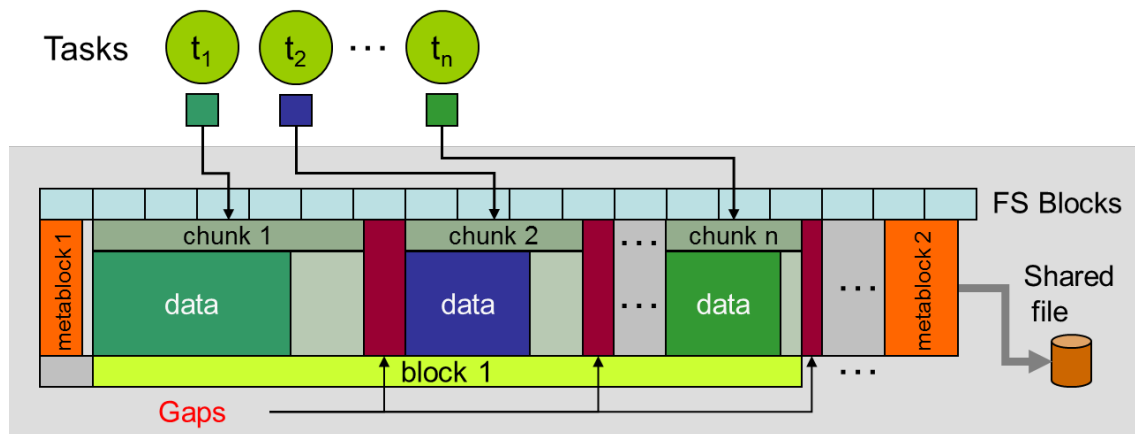 Tasks
t1 t2 ... tn
FS Blocks
metablock 1
chunk 1
chunk 2
...
chunk n
metablock 2
data
data
...
data
...
Shared
file
block 1
...
Gaps